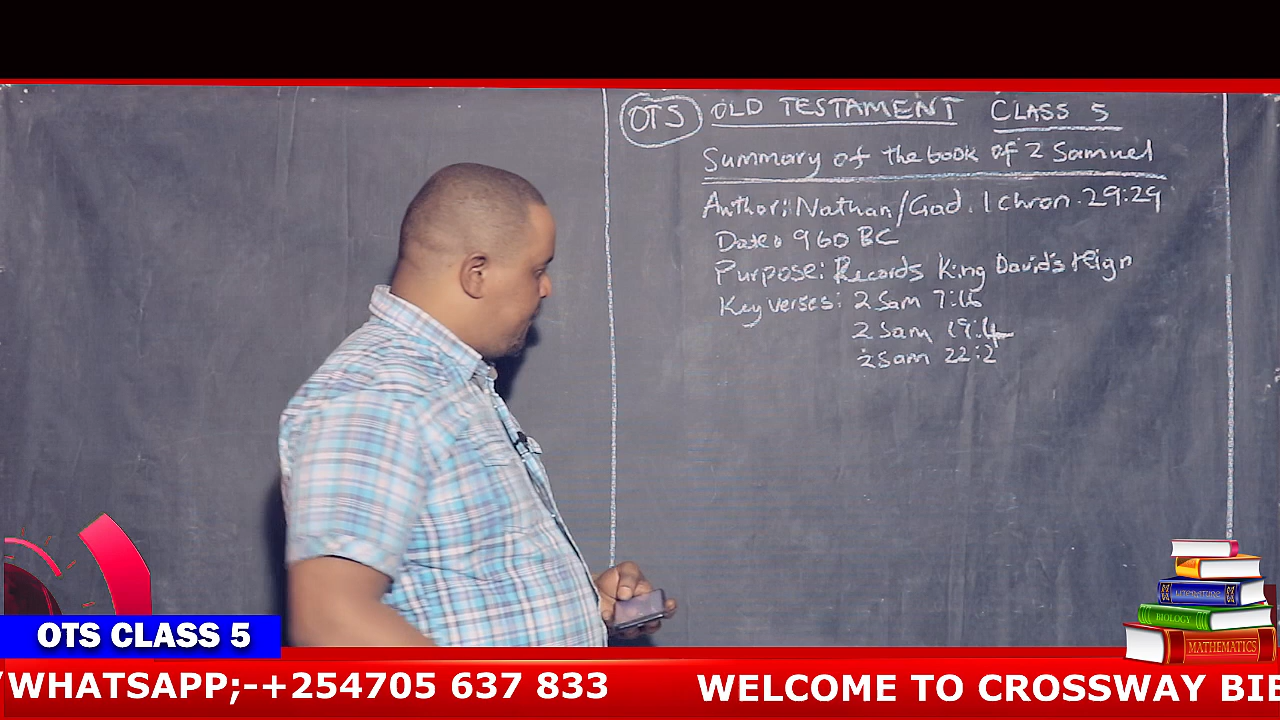 OTS OLD TESTAMENT CLASS 5
Summary of the book of 2 Samuel
Author: Nathan/Gad. 1 chron. 29:29
Date: 960 BC
Purpose: Records King David's reign
Key verses: 2 Sam 7:16
2 Sam 19:4
2 Sam 22:2
LITERATURE
BIOLOGY
MATHEMATICS
OTS CLASS 5
/WHATSAPP;-+254705 637 833 WELCOME TO CROSSWAY BIB